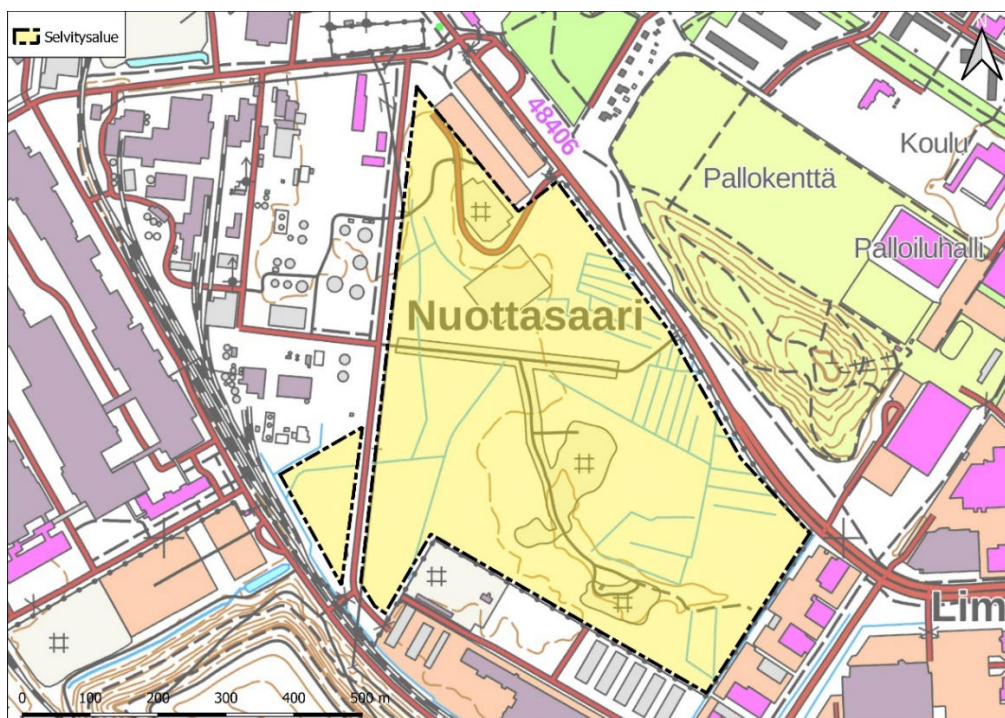 Selvitysalue
N
48406
Koulu
Pallokenttä
Palloiluhalli
Nuottasaari
Lim
0 100 200 300 400 500 m